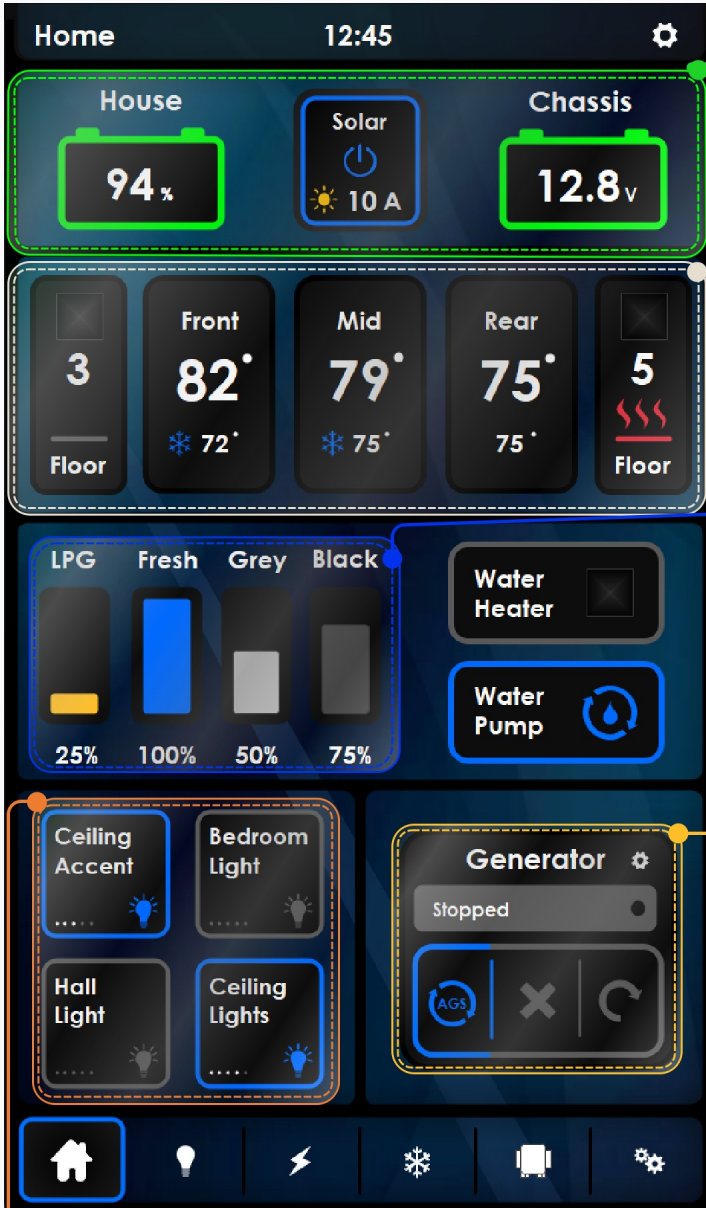 Home 12:45
House Solar Chassis
94% 10 A 12.8V
3 Floor
Front 82° 72°
Mid 79° 75°
Rear 75° 75°
5 Floor
LPG Fresh Grey Black
25% 100% 50% 75%
Water
Heater
Water
Pump
Ceiling
Accent
Bedroom
Light
Hall
Light
Ceiling
Lights
Generator
Stopped
AGS